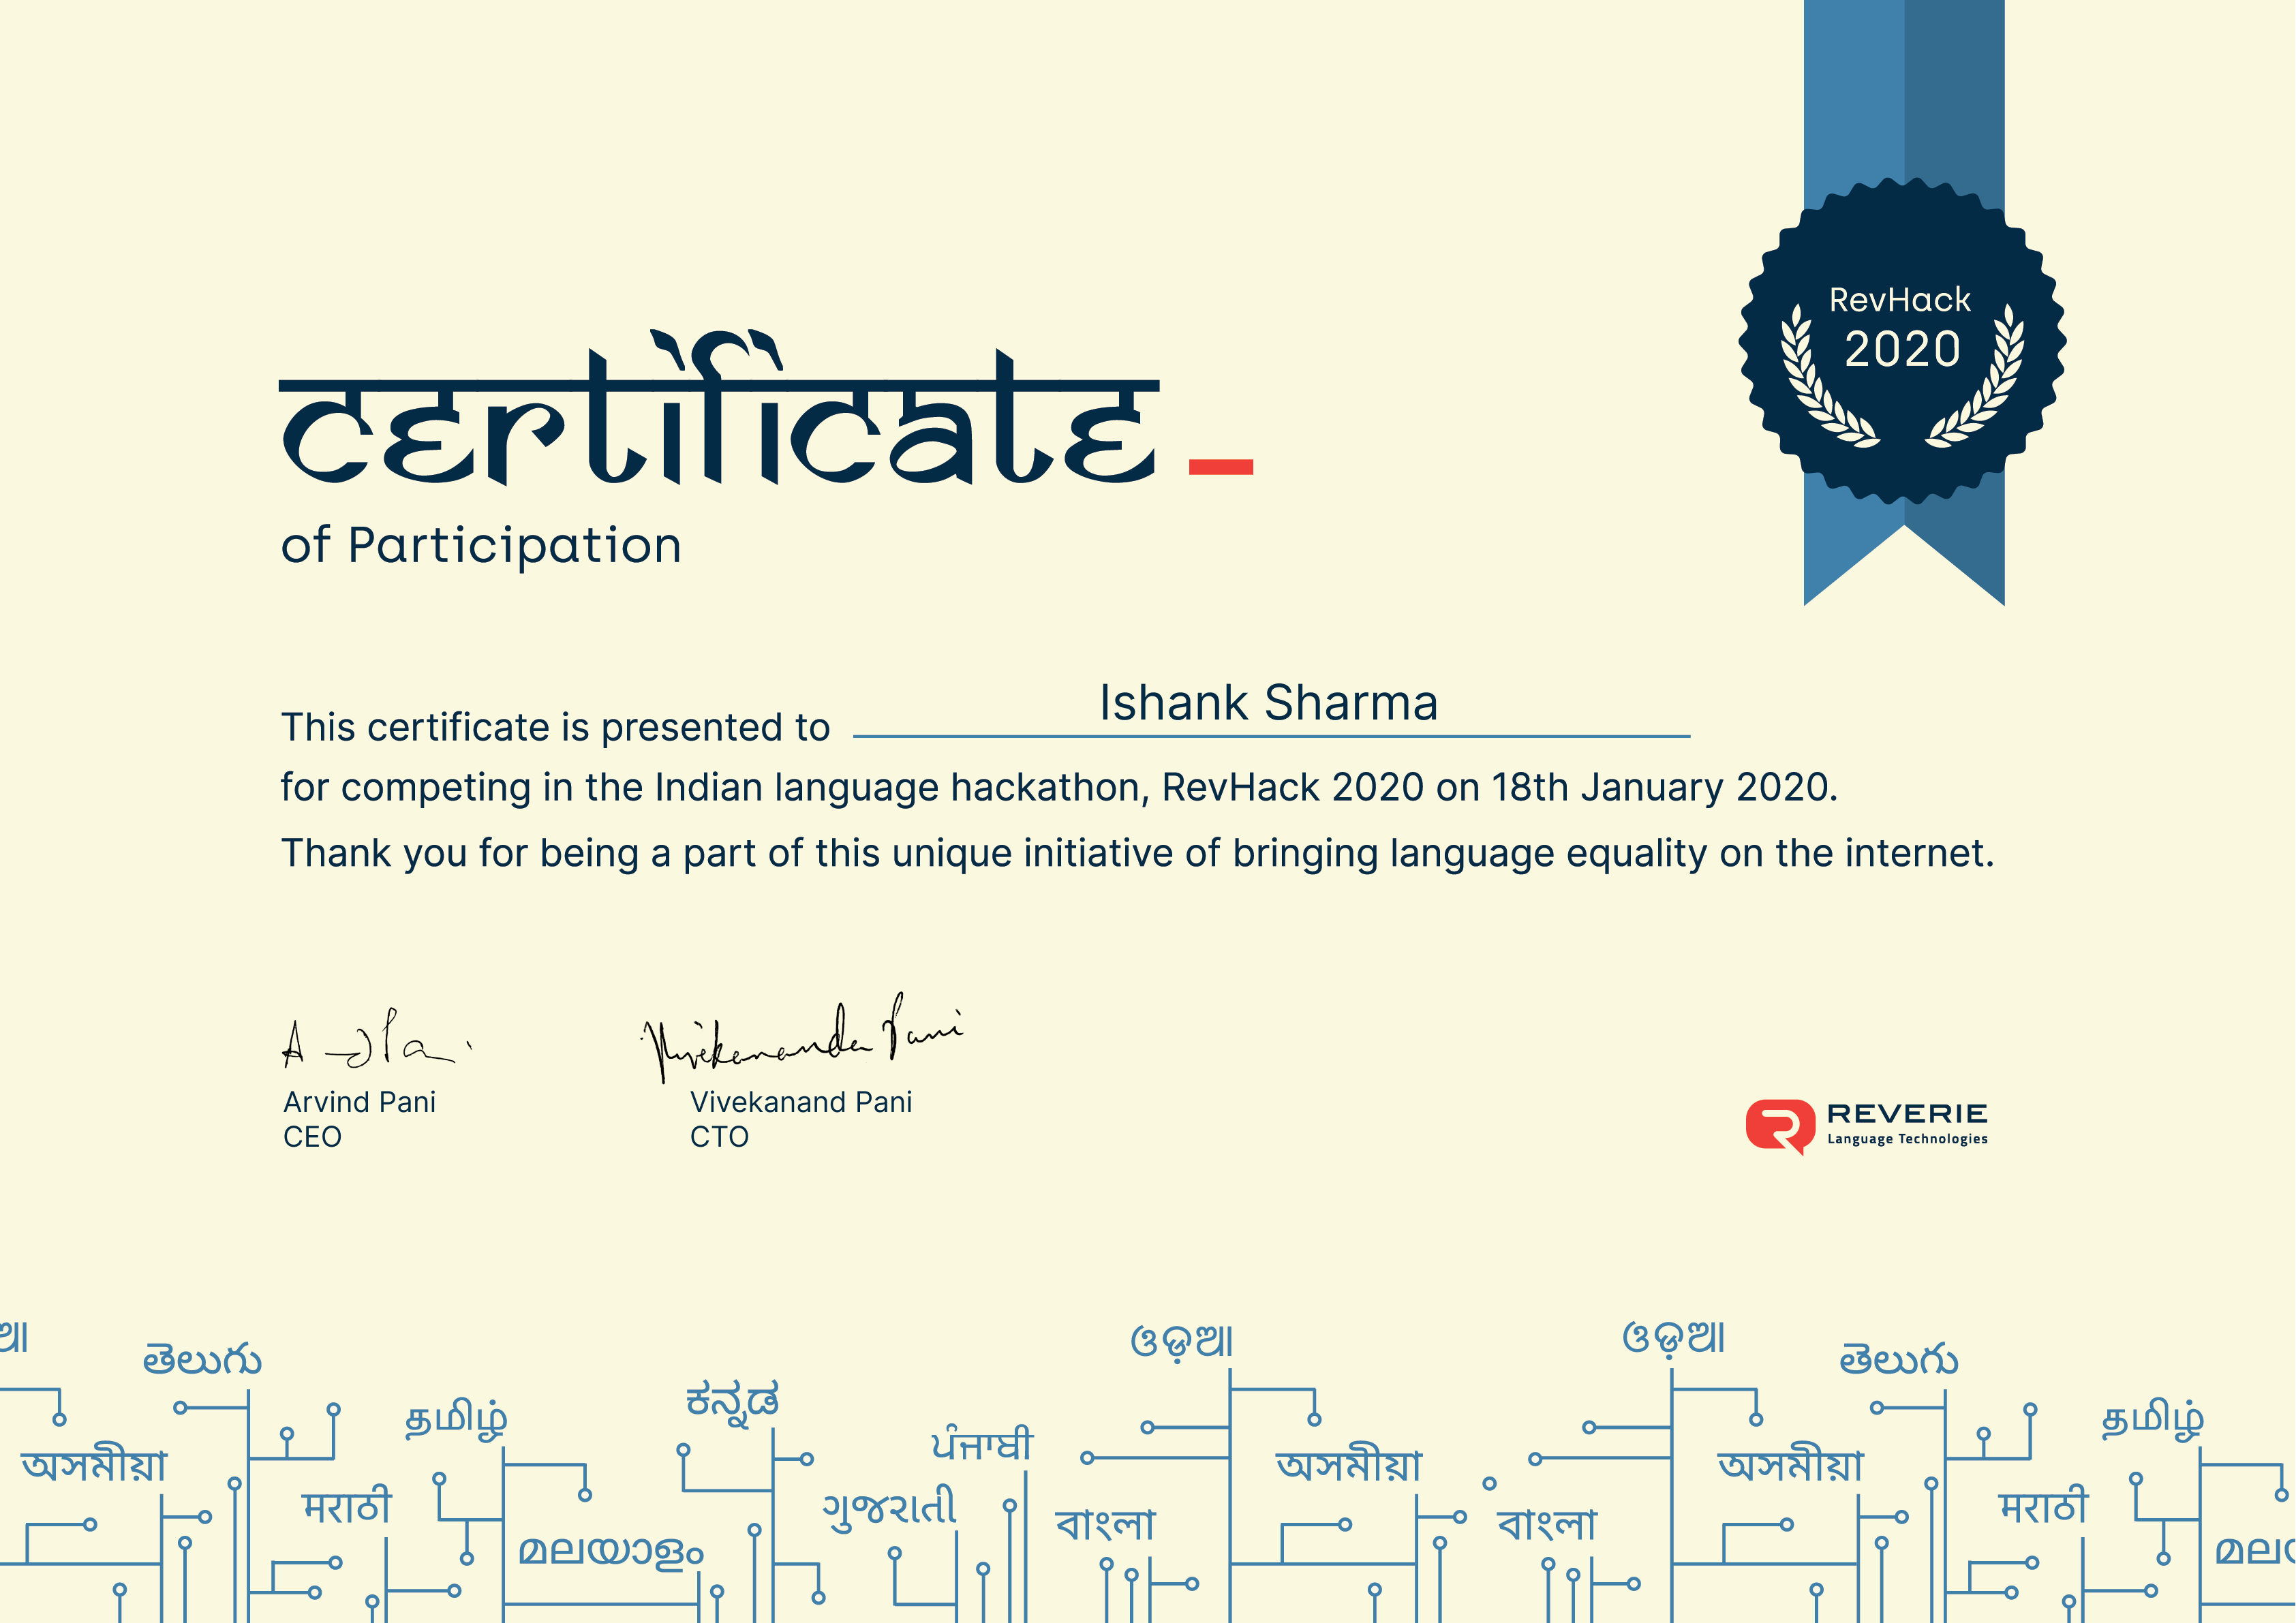 RevHack
2020
certificate_
of Participation
Ishank Sharma
This certificate is presented to
for competing in the Indian language hackathon, RevHack 2020 on 18th January 2020.
Thank you for being a part of this unique initiative of bringing language equality on the internet.
Arvind Pani
CEO
Vivekananda Pani
Vivekanand Pani
CTO
REVERIE
Language Technologies
తెలుగు
অসমীয়া
मराठी
தமிழ்
മലയാളം
ಕನ್ನಡ
ગુજરાતી
ਪੰਜਾਬੀ
বাংলা
ଓଡ଼ିଆ
অসমীয়া
বাংলা
ଓଡ଼ିଆ
অসমীয়া
తెలుగు
मराठी
தமிழ்